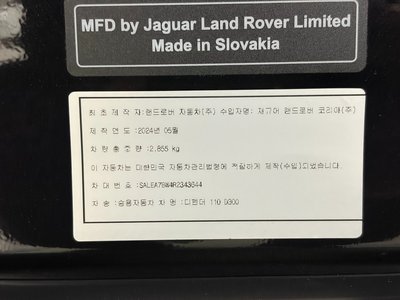 MFD by Jaguar Land Rover Limited
Made in Slovakia
최 초 제 작 자:랜드로버 자동차(주) 수입자명: 재규어 랜드로버 코리아(주)
제 작 연 도 :2024년 06월
차 량 총 중 량 :2,855 kg
이 자동차는 대한민국 자동차관리법령에 적합하게 제작(수입)되었습니다.
차 대 번 호 :SALEA7BW4R2343644
차 종 :승용자동차 차 명 :디펜더 110 D300